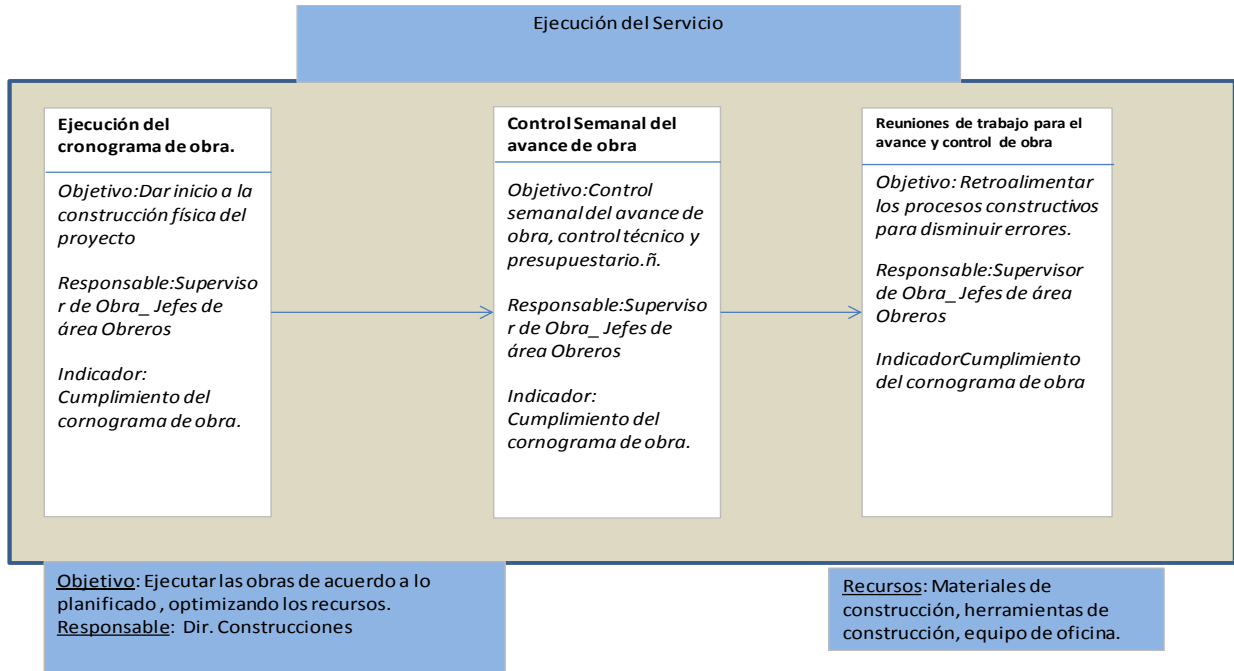 Ejecución del Servicio
Ejecución del
cronograma de obra.
Objetivo:Dar inicio a la
construcción física del
proyecto
Responsable:Superviso
r de Obra_ Jefes de
área Obreros
Indicador:
Cumplimiento del
cornograma de obra.
Control Semanal del
avance de obra
Objetivo:Control
semanal del avance de
obra, control técnico y
presupuestario.ñ.
Responsable:Superviso
r de Obra_ Jefes de
área Obreros
Indicador:
Cumplimiento del
cornograma de obra.
Reuniones de trabajo para el
avance y control de obra
Objetivo: Retroalimentar
los procesos constructivos
para disminuir errores.
Responsable:Supervisor
de Obra_ Jefes de área
Obreros
IndicadorCumplimiento
del cornograma de obra
Objetivo: Ejecutar las obras de acuerdo a lo
planificado , optimizando los recursos.
Responsable: Dir. Construcciones
Recursos: Materiales de
construcción, herramientas de
construcción, equipo de oficina.